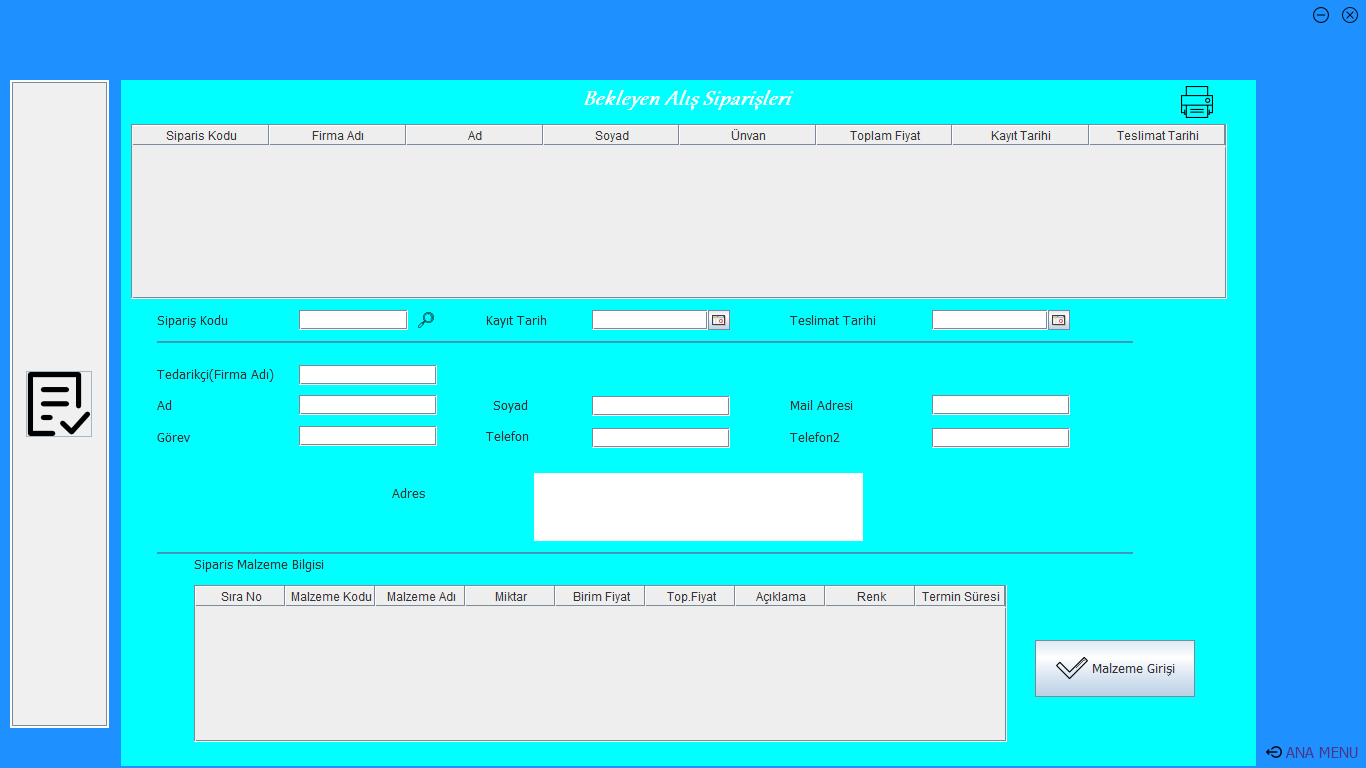 Bekleyen Alış Siparişleri
Siparis Kodu Firma Adı Ad Soyad Ünvan Toplam Fiyat Kayıt Tarihi Teslimat Tarihi
Sipariş Kodu Kayıt Tarih Teslimat Tarihi
Tedarikçi(Firma Adı)
Ad Soyad Mail Adresi
Görev Telefon Telefon2
Adres
Siparis Malzeme Bilgisi
Sıra No Malzeme Kodu Malzeme Adı Miktar Birim Fiyat Top.Fiyat Açıklama Renk Termin Süresi
Malzeme Girişi
ANA MENU